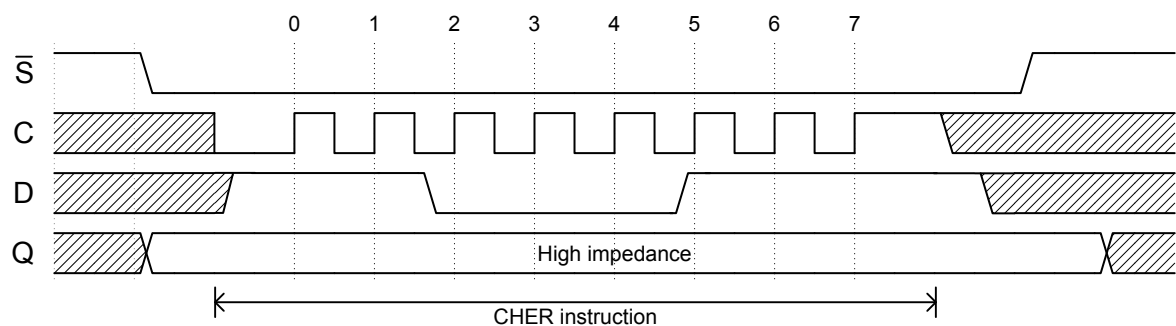 0 1 2 3 4 5 6 7
S̅
C
D
Q
High impedance
CHER instruction